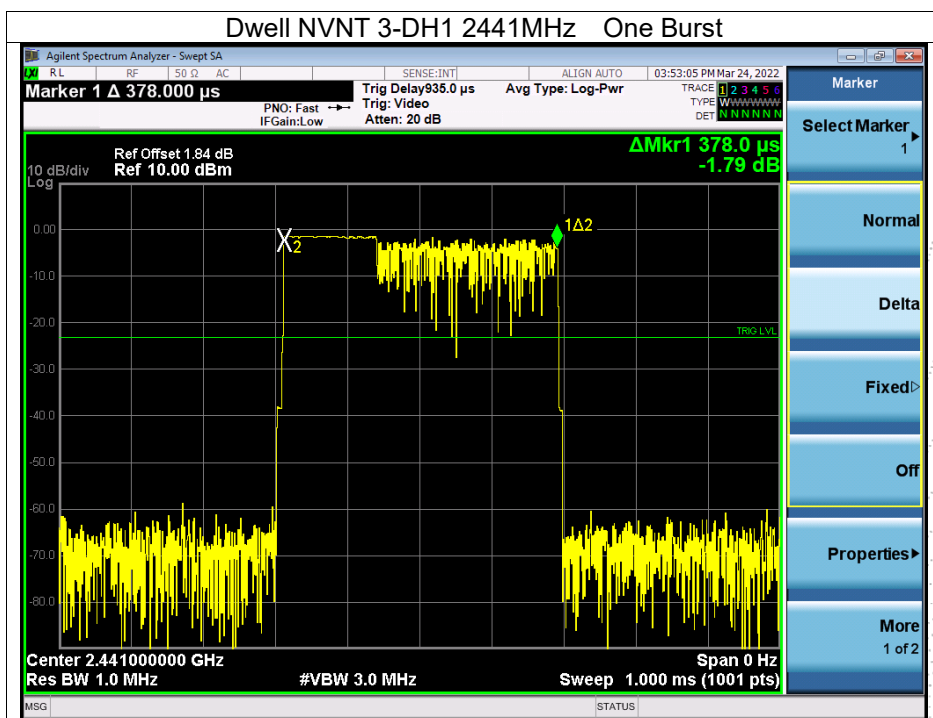 Dwell NVNT 3-DH1 2441MHz One Burst
Agilent Spectrum Analyzer - Swept SA
LXI RL RF 50 Ω AC SENSE:INT ALIGN AUTO 03:53:05 PM Mar 24, 2022
Marker 1 Δ 378.000 µs
PNO: Fast
IFGain:Low
Trig Delay935.0 µs
Trig: Video
Atten: 20 dB
Avg Type: Log-Pwr
TRACE 1 2 3 4 5 6
TYPE WWWWWW
DET N N N N N N
Ref Offset 1.84 dB
10 dB/div Ref 10.00 dBm
Log
ΔMkr1 378.0 µs
-1.79 dB
0.00
-10.0
-20.0
-30.0
-40.0
-50.0
-60.0
-70.0
-80.0
X2
1Δ2
TRIG LVL
Center 2.441000000 GHz Span 0 Hz
Res BW 1.0 MHz #VBW 3.0 MHz Sweep 1.000 ms (1001 pts)
MSG STATUS
Marker
Select Marker
1
Normal
Delta
Fixed
Off
Properties
More
1 of 2